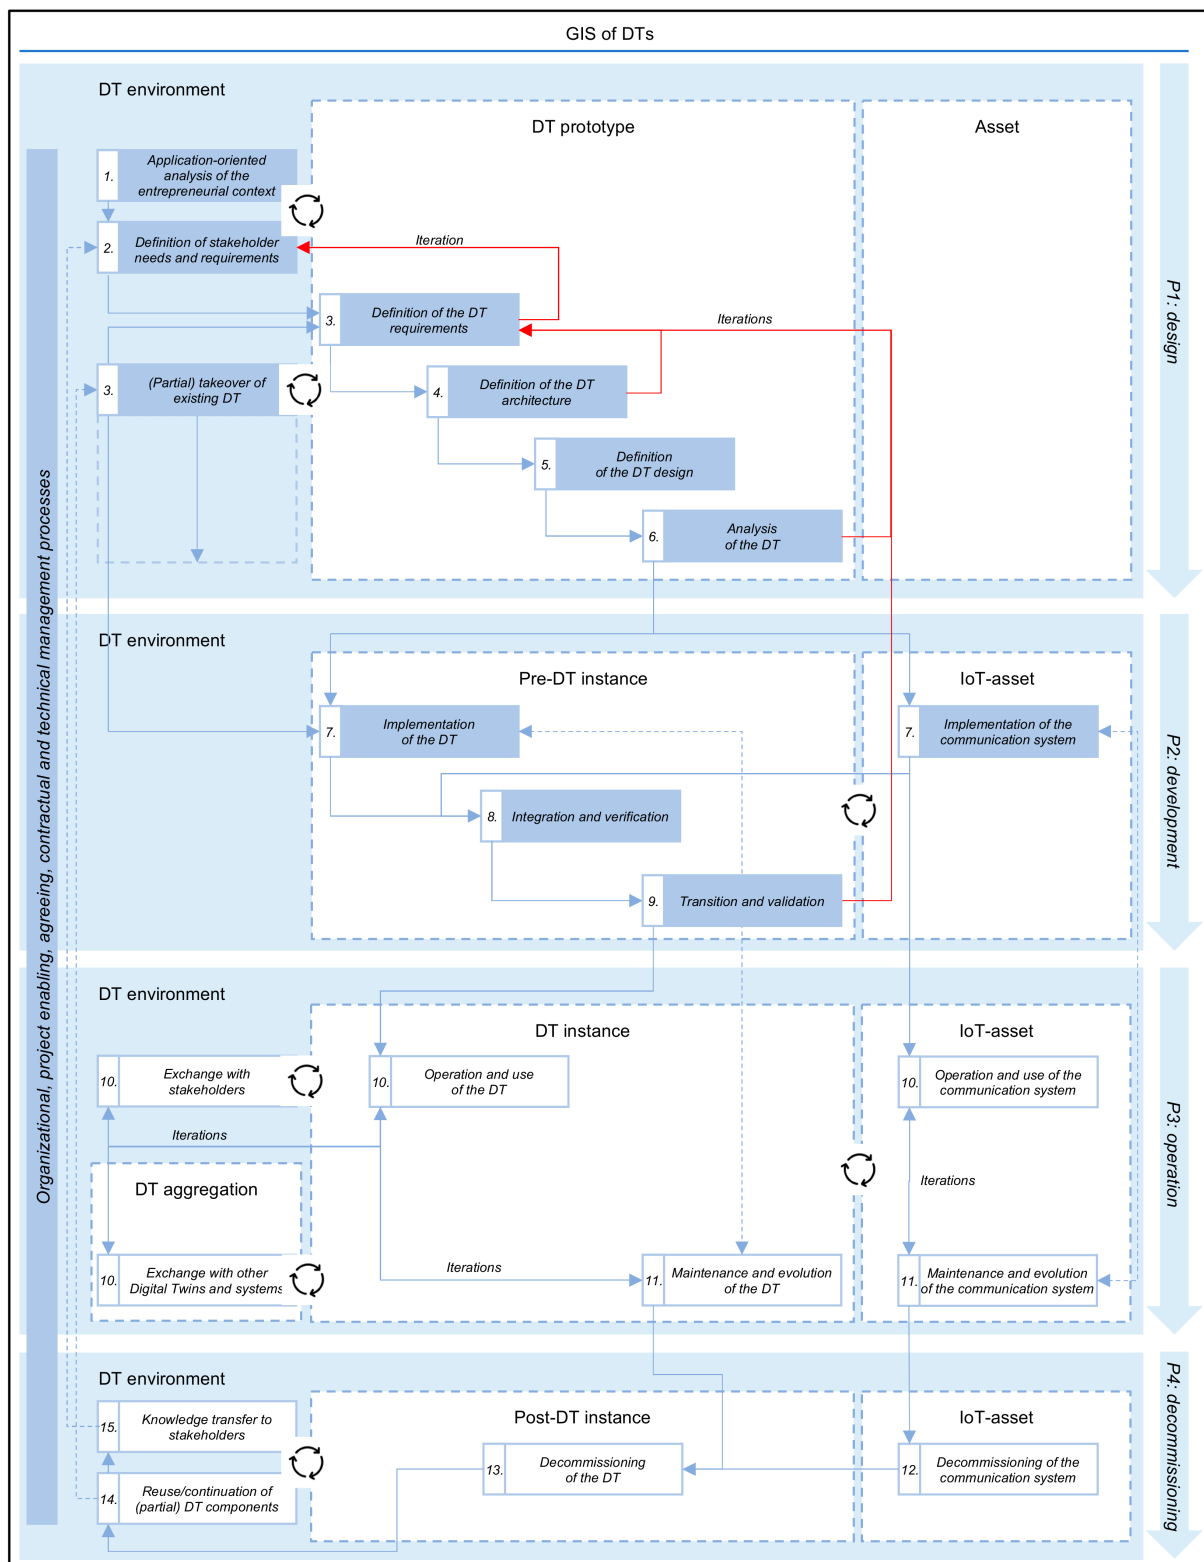 GIS of DTs
DT environment
DT prototype
Asset
1.
Application-oriented
analysis of the
entrepreneurial context
2.
Definition of stakeholder
needs and requirements
Iteration
3.
Definition of the DT
requirements
Iterations
3.
(Partial) takeover of
existing DT
4.
Definition of the DT
architecture
5.
Definition
of the DT design
6.
Analysis
of the DT
P1: design
Organizational, project enabling, agreeing, contractual and technical management processes
DT environment
Pre-DT instance
IoT-asset
7.
Implementation
of the DT
7.
Implementation of the
communication system
8.
Integration and verification
9.
Transition and validation
P2: development
DT environment
DT instance
IoT-asset
10.
Exchange with
stakeholders
10.
Operation and use
of the DT
10.
Operation and use of the
communication system
Iterations
Iterations
DT aggregation
10.
Exchange with other
Digital Twins and systems
Iterations
11.
Maintenance and evolution
of the DT
11.
Maintenance and evolution
of the communication system
P3: operation
DT environment
Post-DT instance
IoT-asset
15.
Knowledge transfer to
stakeholders
14.
Reuse/continuation of
(partial) DT components
13.
Decommissioning
of the DT
12.
Decommissioning of the
communication system
P4: decommissioning